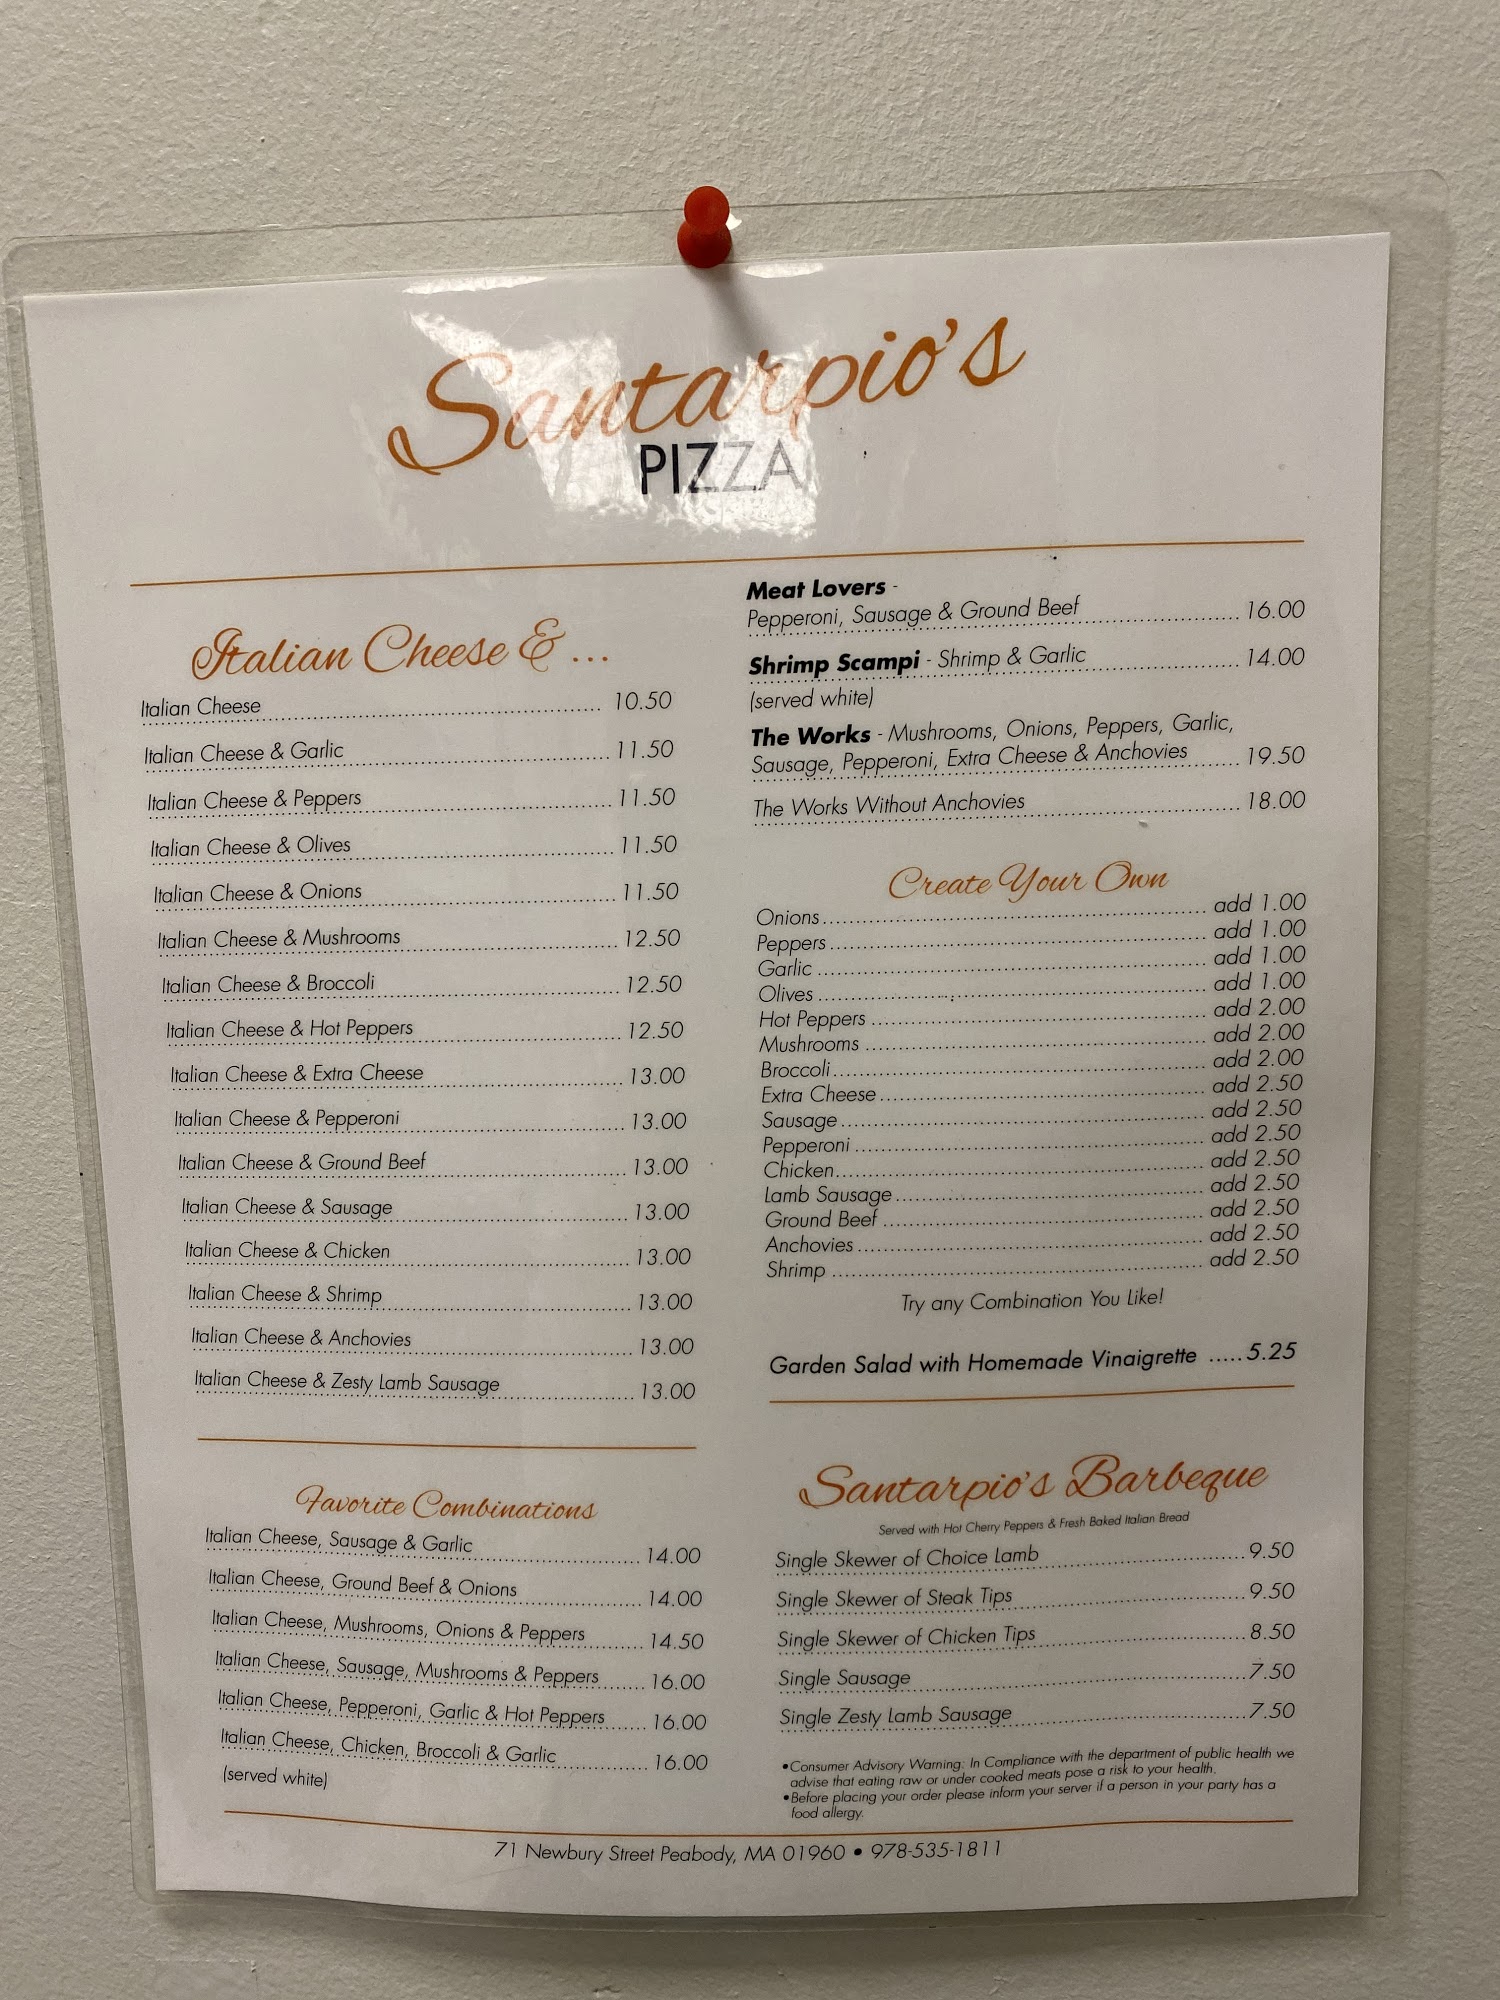 Santarpio's
PIZZA
Italian Cheese & ...
Italian Cheese 10.50
Italian Cheese & Garlic 11.50
Italian Cheese & Peppers 11.50
Italian Cheese & Olives 11.50
Italian Cheese & Onions 11.50
Italian Cheese & Mushrooms 12.50
Italian Cheese & Broccoli 12.50
Italian Cheese & Hot Peppers 12.50
Italian Cheese & Extra Cheese 13.00
Italian Cheese & Pepperoni 13.00
Italian Cheese & Ground Beef 13.00
Italian Cheese & Sausage 13.00
Italian Cheese & Chicken 13.00
Italian Cheese & Shrimp 13.00
Italian Cheese & Anchovies 13.00
Italian Cheese & Zesty Lamb Sausage 13.00
Favorite Combinations
Italian Cheese, Sausage & Garlic 14.00
Italian Cheese, Ground Beef & Onions 14.00
Italian Cheese, Mushrooms, Onions & Peppers 14.50
Italian Cheese, Sausage, Mushrooms & Peppers 16.00
Italian Cheese, Pepperoni, Garlic & Hot Peppers 16.00
Italian Cheese, Chicken, Broccoli & Garlic 16.00
(served white)
Meat Lovers -
Pepperoni, Sausage & Ground Beef 16.00
Shrimp Scampi - Shrimp & Garlic 14.00
(served white)
The Works - Mushrooms, Onions, Peppers, Garlic,
Sausage, Pepperoni, Extra Cheese & Anchovies 19.50
The Works Without Anchovies 18.00
Create Your Own
Onions add 1.00
Peppers add 1.00
Garlic add 1.00
Olives add 1.00
Hot Peppers add 2.00
Mushrooms add 2.00
Broccoli add 2.00
Extra Cheese add 2.50
Sausage add 2.50
Pepperoni add 2.50
Chicken add 2.50
Lamb Sausage add 2.50
Ground Beef add 2.50
Anchovies add 2.50
Shrimp add 2.50
Try any Combination You Like!
Garden Salad with Homemade Vinaigrette 5.25
Santarpio's Barbeque
Served with Hot Cherry Peppers & Fresh Baked Italian Bread
Single Skewer of Choice Lamb 9.50
Single Skewer of Steak Tips 9.50
Single Skewer of Chicken Tips 8.50
Single Sausage 7.50
Single Zesty Lamb Sausage 7.50
•Consumer Advisory Warning: In Compliance with the department of public health we
advise that eating raw or under cooked meats pose a risk to your health.
•Before placing your order please inform your server if a person in your party has a
food allergy.
71 Newbury Street Peabody, MA 01960 • 978-535-1811